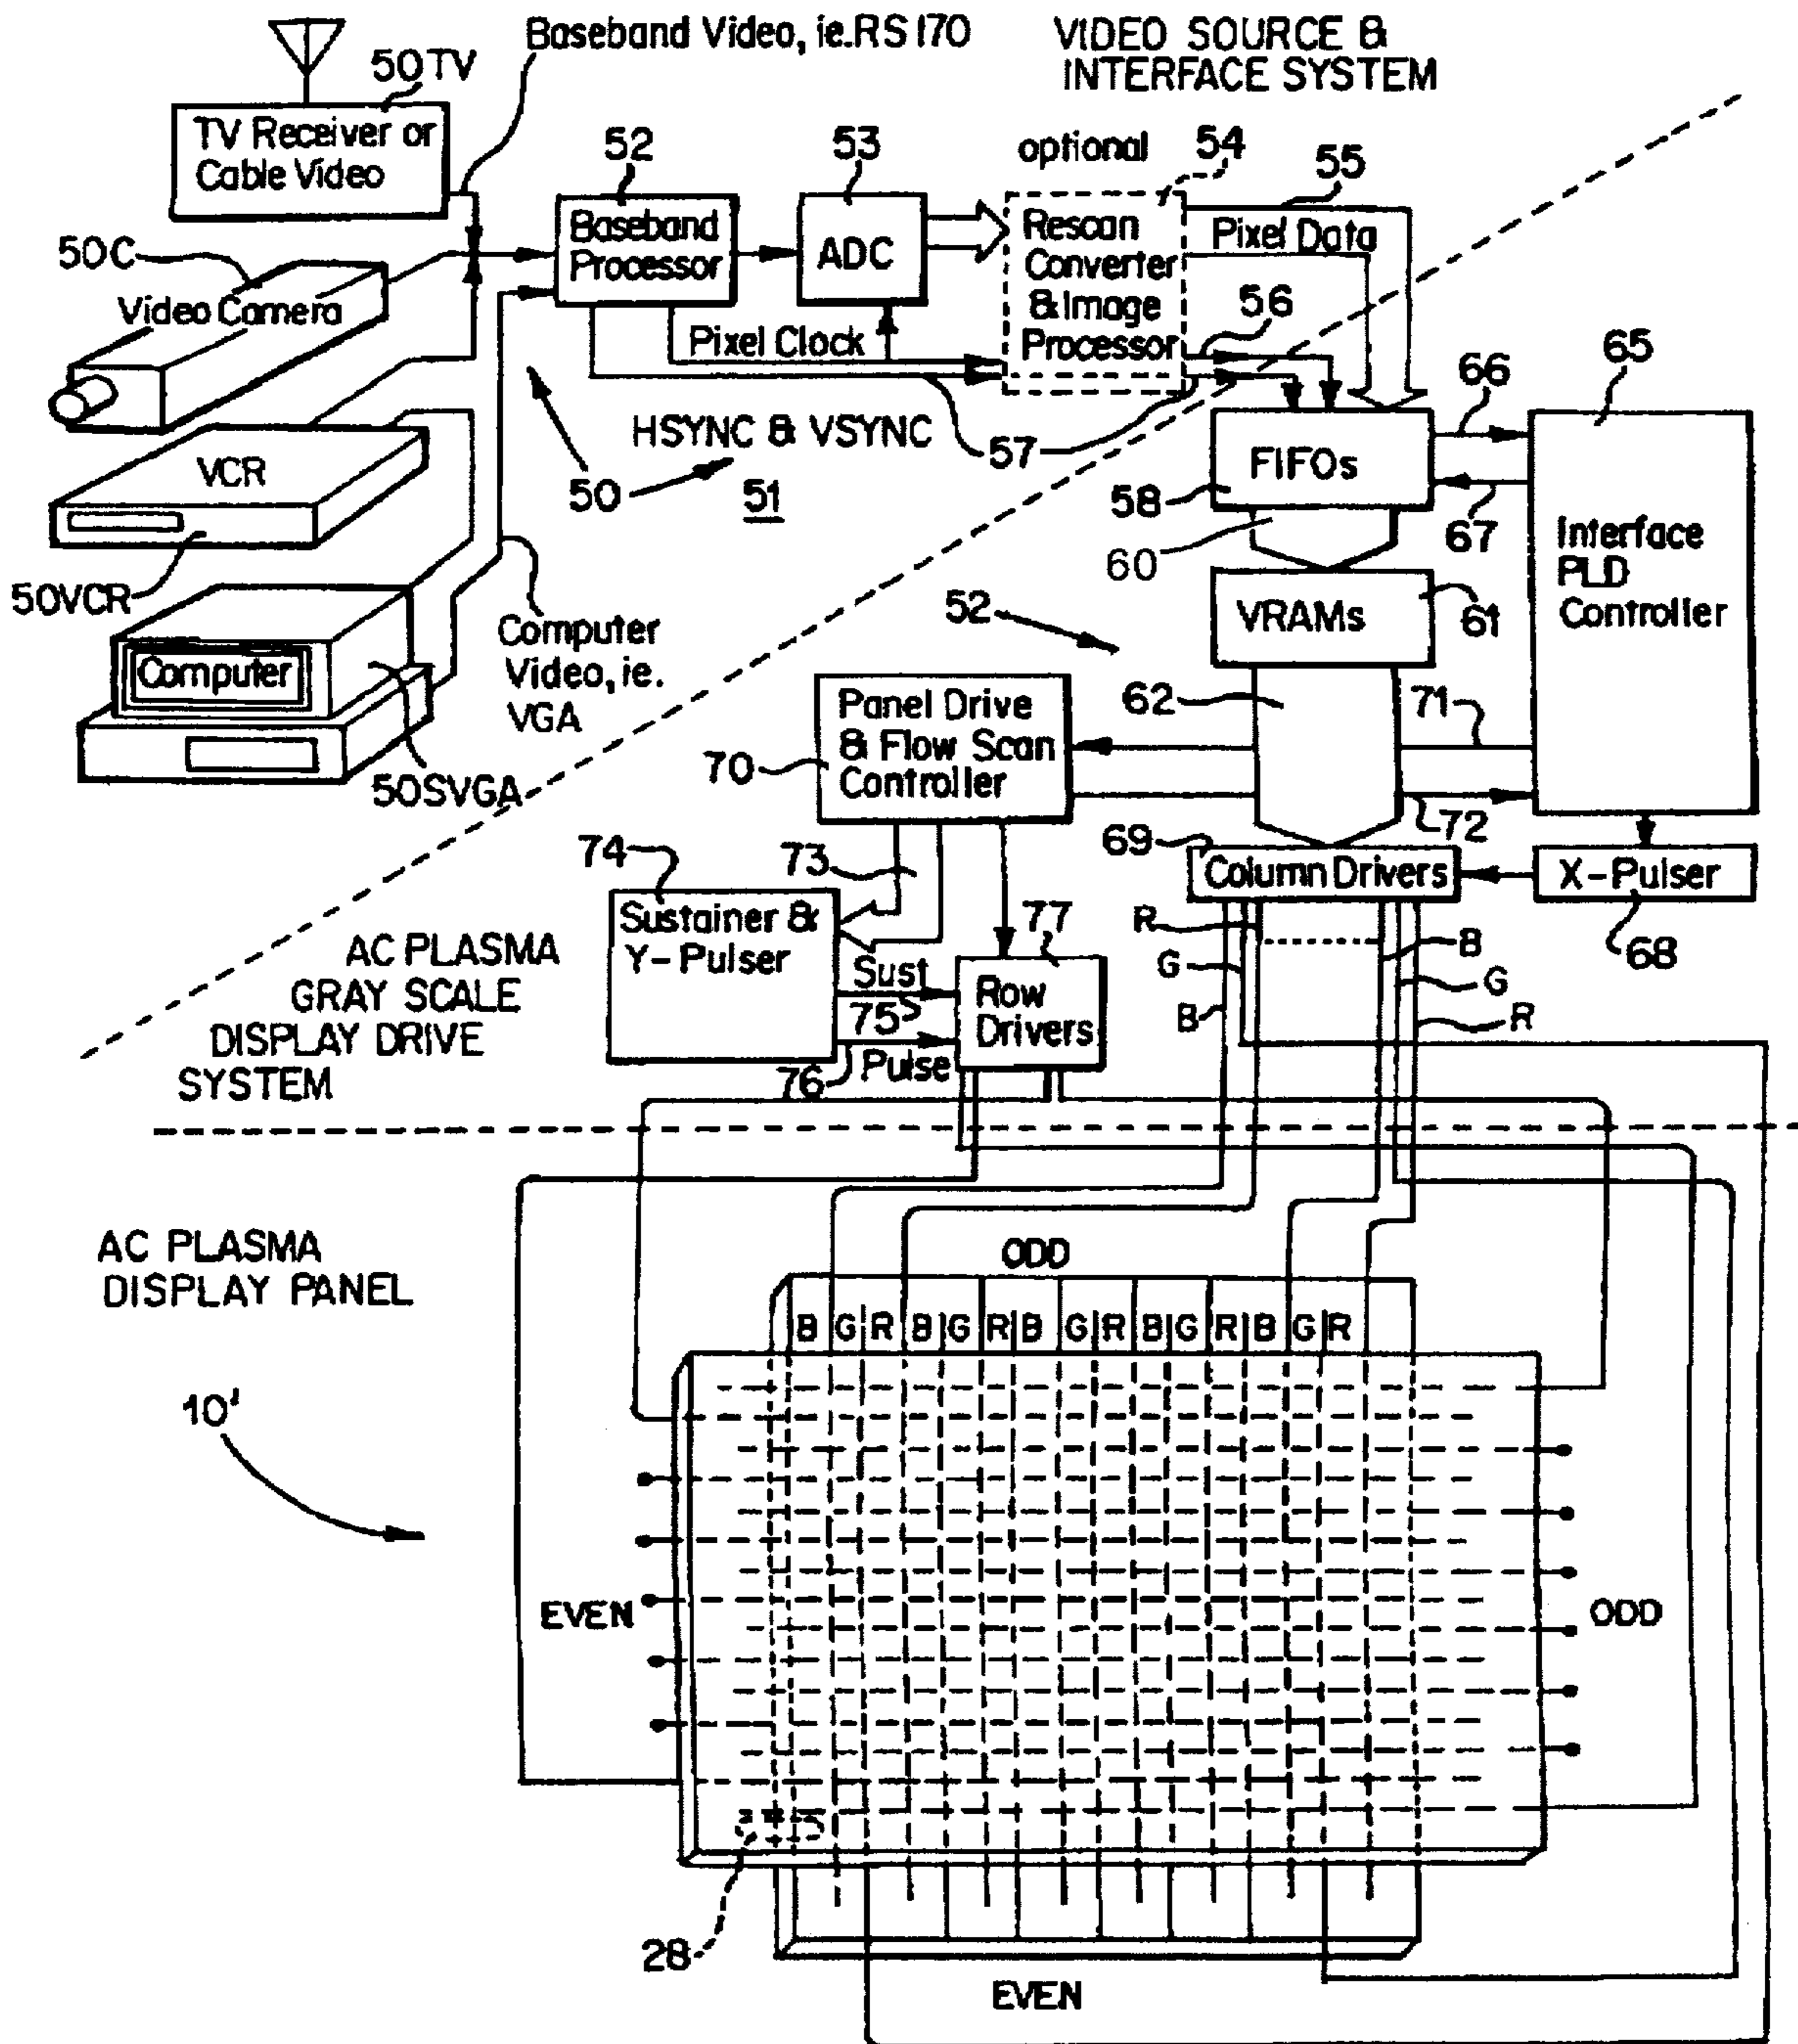 Baseband Video, ie.RS 170
VIDEO SOURCE &
INTERFACE SYSTEM
50TV
TV Receiver or
Cable Video
52
53
optional
54
55
50C
Video Camera
Baseband
Processor
ADC
Rescan
Converter
& Image
Processor
Pixel Data
56
Pixel Clock
65
66
HSYNC & VSYNC
57
50
51
VCR
FIFOs
58
67
60
Interface
PLD
Controller
50VCR
52
VRAMs
61
Computer
Computer
Video, ie.
VGA
50SVGA
Panel Drive
& Flow Scan
Controller
70
62
71
72
69
74
73
Column Drivers
X-Pulser
68
Sustainer &
Y-Pulser
77
R
G
B
B
G
R
AC PLASMA
GRAY SCALE
DISPLAY DRIVE
SYSTEM
Sust
75
Row
Drivers
76
Pulse
AC PLASMA
DISPLAY PANEL
ODD
B G R B G R B G R B G R B G R
10'
EVEN
ODD
28
EVEN